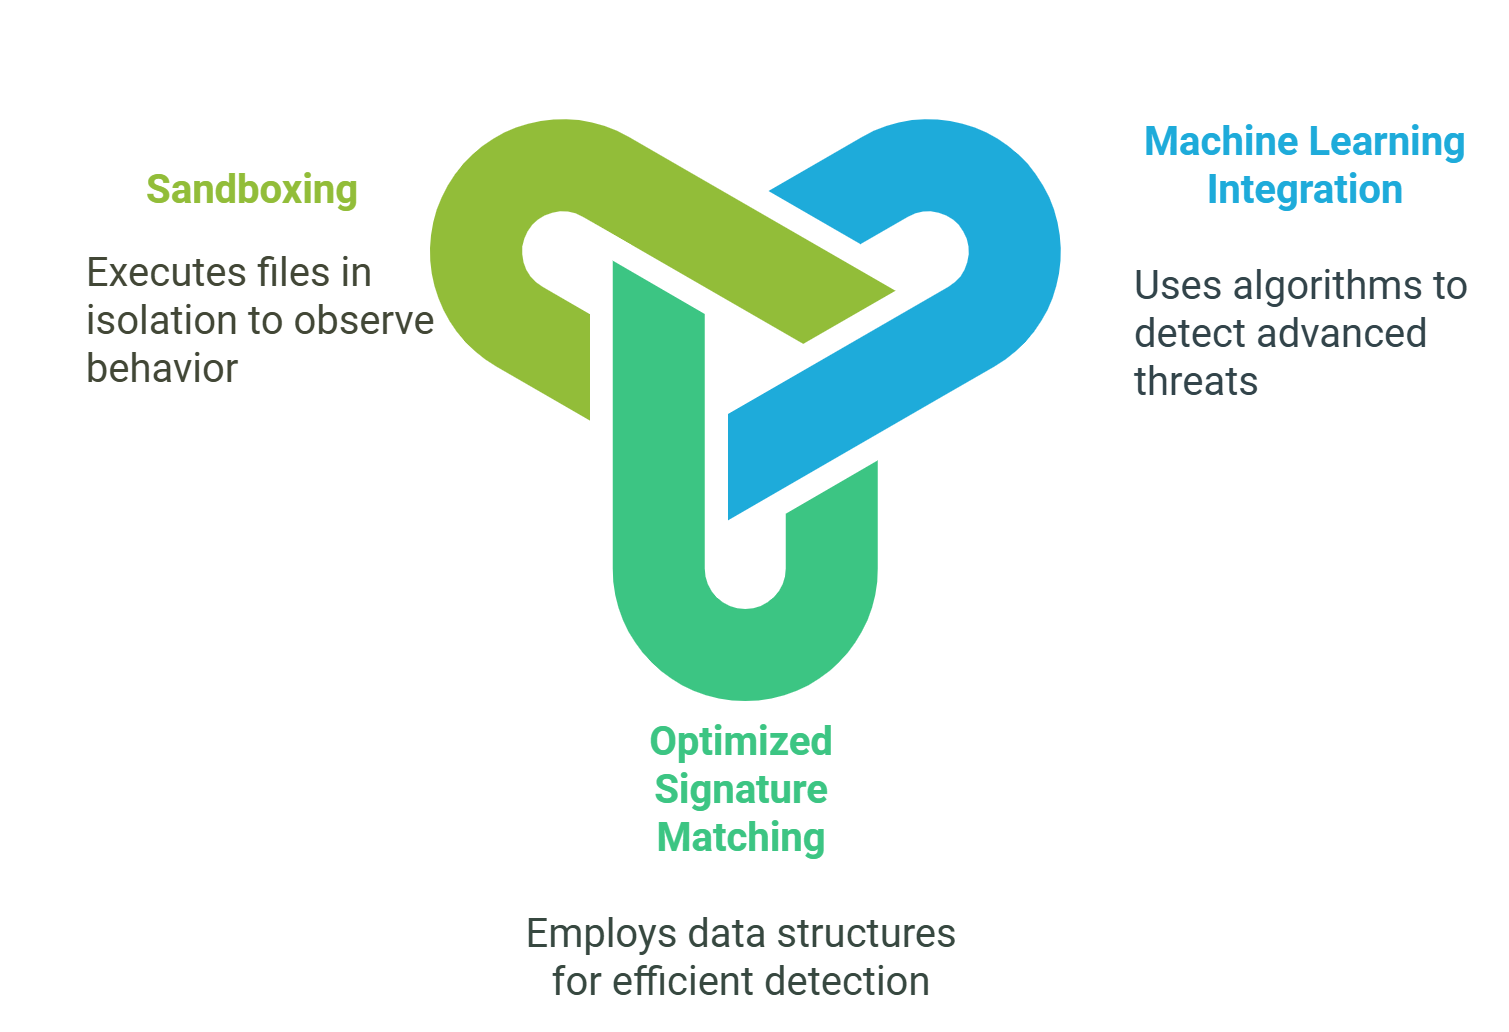 Sandboxing
Executes files in
isolation to observe
behavior
Machine Learning
Integration
Uses algorithms to
detect advanced
threats
Optimized
Signature
Matching
Employs data structures
for efficient detection